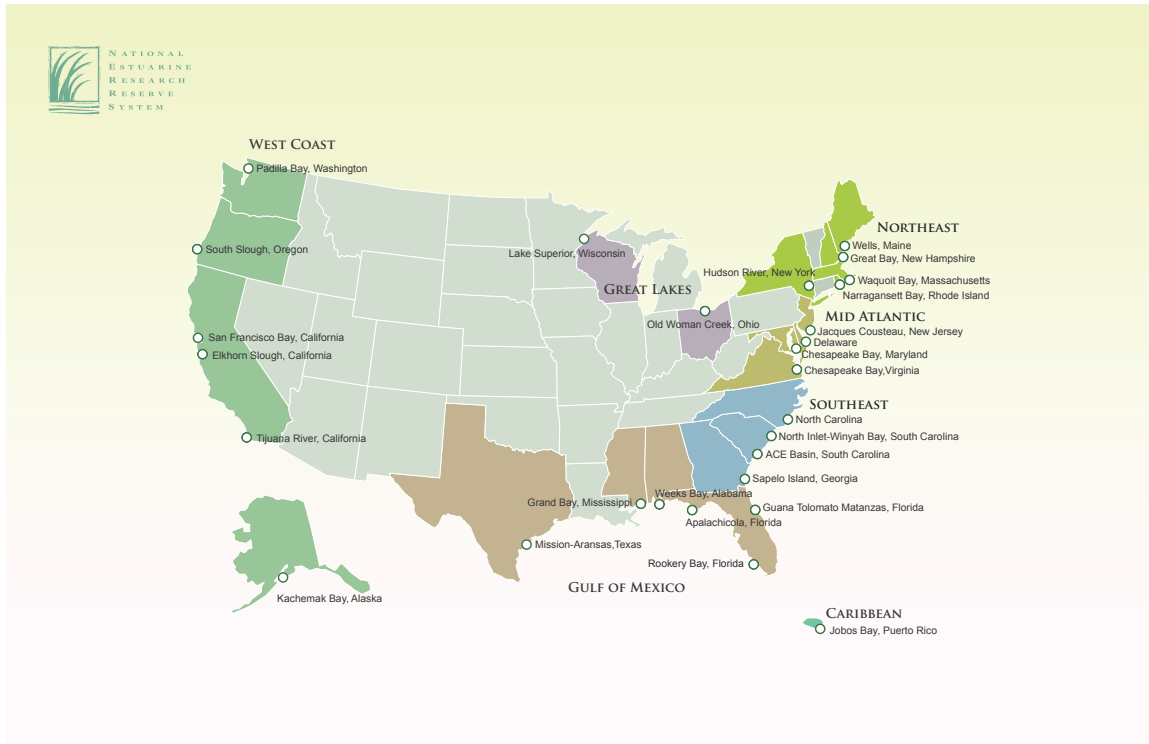 NATIONAL
ESTUARINE
RESEARCH
RESERVE
SYSTEM
WEST COAST
Padilla Bay, Washington
South Slough, Oregon
San Francisco Bay, California
Elkhorn Slough, California
Tijuana River, California
Kachemak Bay, Alaska
Lake Superior, Wisconsin
GREAT LAKES
Old Woman Creek, Ohio
NORTHEAST
Wells, Maine
Great Bay, New Hampshire
Hudson River, New York
Waquoit Bay, Massachusetts
Narragansett Bay, Rhode Island
MID ATLANTIC
Jacques Cousteau, New Jersey
Delaware
Chesapeake Bay, Maryland
Chesapeake Bay,Virginia
SOUTHEAST
North Carolina
North Inlet-Winyah Bay, South Carolina
ACE Basin, South Carolina
Sapelo Island, Georgia
Guana Tolomato Matanzas, Florida
Weeks Bay, Alabama
Grand Bay, Mississippi
Apalachicola, Florida
Mission-Aransas,Texas
Rookery Bay, Florida
GULF OF MEXICO
CARIBBEAN
Jobos Bay, Puerto Rico